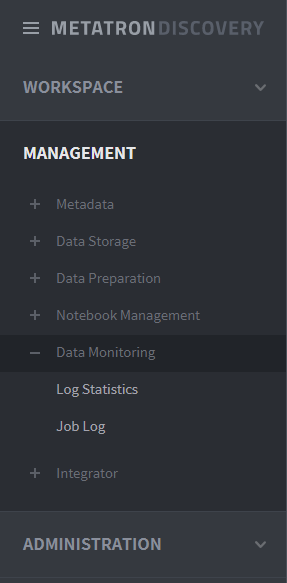 METATRONDISCOVERY
WORKSPACE
MANAGEMENT
Metadata
Data Storage
Data Preparation
Notebook Management
Data Monitoring
Log Statistics
Job Log
Integrator
ADMINISTRATION